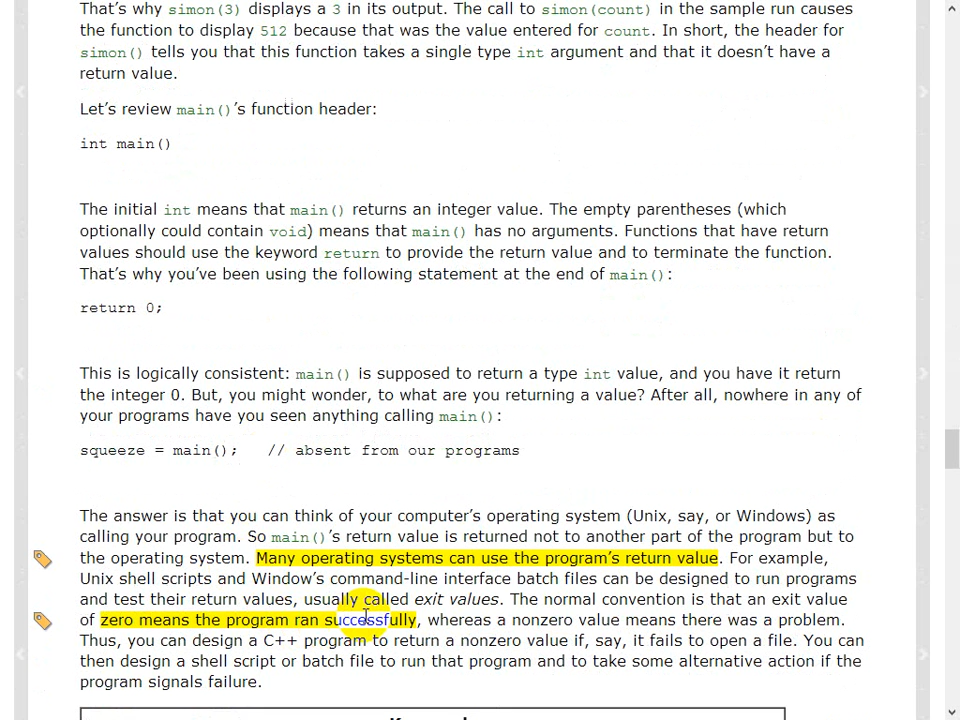 That's why simon(3) displays a 3 in its output. The call to simon(count) in the sample run causes
the function to display 512 because that was the value entered for count. In short, the header for
simon() tells you that this function takes a single type int argument and that it doesn't have a
return value.
Let's review main()'s function header:
int main()
The initial int means that main() returns an integer value. The empty parentheses (which
optionally could contain void) means that main() has no arguments. Functions that have return
values should use the keyword return to provide the return value and to terminate the function.
That's why you've been using the following statement at the end of main():
return 0;
This is logically consistent: main() is supposed to return a type int value, and you have it return
the integer 0. But, you might wonder, to what are you returning a value? After all, nowhere in any of
your programs have you seen anything calling main():
squeeze = main();   // absent from our programs
The answer is that you can think of your computer's operating system (Unix, say, or Windows) as
calling your program. So main()'s return value is returned not to another part of the program but to
the operating system. Many operating systems can use the program's return value. For example,
Unix shell scripts and Window's command-line interface batch files can be designed to run programs
and test their return values, usually called exit values. The normal convention is that an exit value
of zero means the program ran successfully, whereas a nonzero value means there was a problem.
Thus, you can design a C++ program to return a nonzero value if, say, it fails to open a file. You can
then design a shell script or batch file to run that program and to take some alternative action if the
program signals failure.